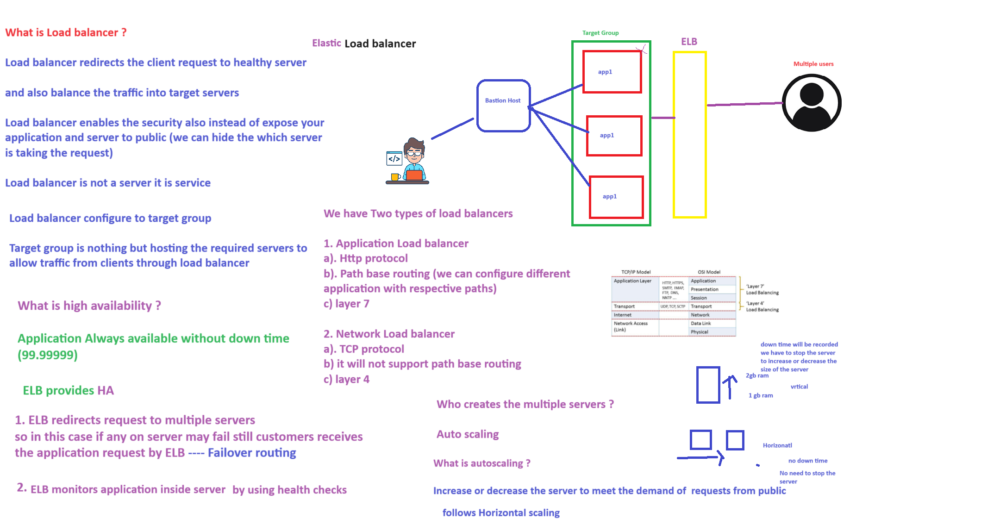 What is Load balancer ?
Load balancer redirects the client request to healthy server
and also balance the traffic into target servers
Load balancer enables the security also instead of expose your
application and server to public (we can hide the which server
is taking the request)
Load balancer is not a server it is service
Load balancer configure to target group
Target group is nothing but hosting the required servers to
allow traffic from clients through load balancer
What is high availability ?
Application Always available without down time
(99.99999)
ELB provides HA
1. ELB redirects request to multiple servers
so in this case if any on server may fail still customers receives
the application request by ELB ---- Failover routing
2. ELB monitors application inside server by using health checks
Elastic Load balancer
</>
Bastion Host
Target Group
app1
app1
app1
ELB
Multiple users
We have Two types of load balancers
1. Application Load balancer
a). Http protocol
b). Path base routing (we can configure different
application with respective paths)
c) layer 7
2. Network Load balancer
a). TCP protocol
b) it will not support path base routing
c) layer 4
TCP/IP Model
OSI Model
Application Layer
HTTP, HTTPS,
SMTP, IMAP,
FTP, DNS,
NNTP ...
Application
Presentation
Session
Transport
UDP, TCP, SCTP
Transport
Internet
Network
Network Access
(Link)
Data Link
Physical
'Layer 7'
Load Balancing
'Layer 4'
Load Balancing
down time will be recorded
we have to stop the server
to increase or decrease the
size of the server
2gb ram
vrtical
1 gb ram
Who creates the multiple servers ?
Auto scaling
What is autoscaling ?
Increase or decrease the server to meet the demand of requests from public
follows Horizontal scaling
Horizonatl
no down time
No need to stop the
server